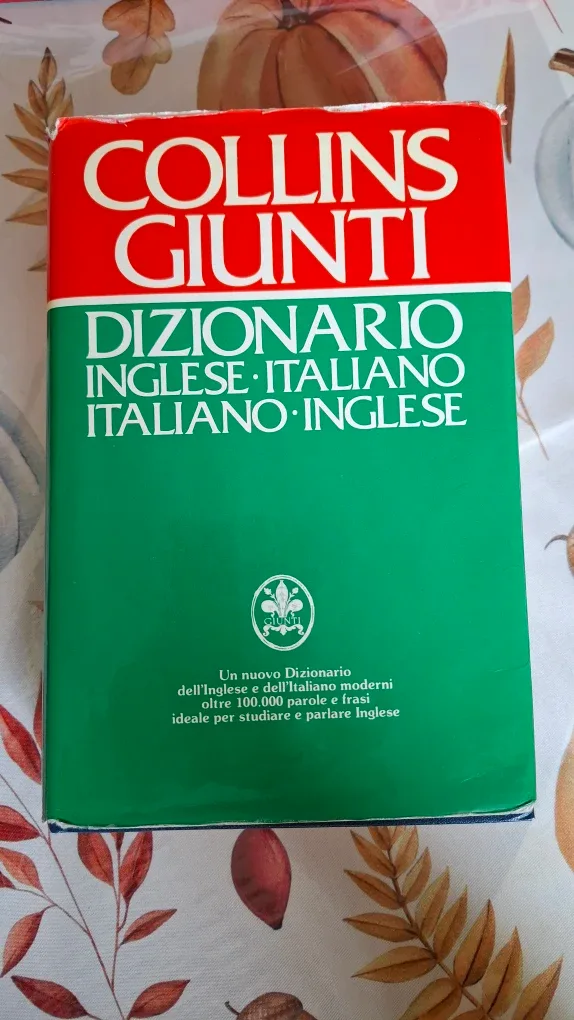 COLLINS
GIUNTI
DIZIONARIO
INGLESE·ITALIANO
ITALIANO·INGLESE
GIUNTI
Un nuovo Dizionario
dell'Inglese e dell'Italiano moderni
oltre 100.000 parole e frasi
ideale per studiare e parlare Inglese